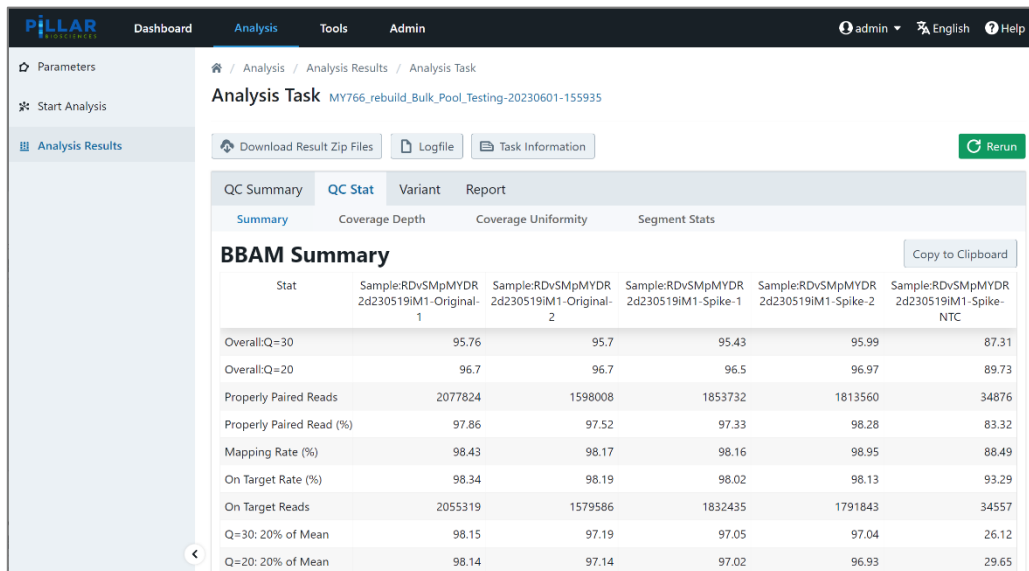 PiLLAR Dashboard Analysis Tools Admin admin English Help
BIOSCIENCES
Parameters
Start Analysis
Analysis Results
/ Analysis / Analysis Results / Analysis Task
Analysis Task MY766_rebuild_Bulk_Pool_Testing-20230601-155935
Download Result Zip Files Logfile Task Information Rerun
QC Summary QC Stat Variant Report
Summary Coverage Depth Coverage Uniformity Segment Stats
BBAM Summary Copy to Clipboard
Stat Sample:RDvSMpMYDR Sample:RDvSMpMYDR Sample:RDvSMpMYDR Sample:RDvSMpMYDR Sample:RDvSMpMYDR
2d230519iM1-Original- 2d230519iM1-Original- 2d230519iM1-Spike-1 2d230519iM1-Spike-2 2d230519iM1-Spike-
1 2 NTC
Overall:Q=30 95.76 95.7 95.43 95.99 87.31
Overall:Q=20 96.7 96.7 96.5 96.97 89.73
Properly Paired Reads 2077824 1598008 1853732 1813560 34876
Properly Paired Read (%) 97.86 97.52 97.33 98.28 83.32
Mapping Rate (%) 98.43 98.17 98.16 98.95 88.49
On Target Rate (%) 98.34 98.19 98.02 98.13 93.29
On Target Reads 2055319 1579586 1832435 1791843 34557
Q=30: 20% of Mean 98.15 97.19 97.05 97.04 26.12
Q=20: 20% of Mean 98.14 97.14 97.02 96.93 29.65